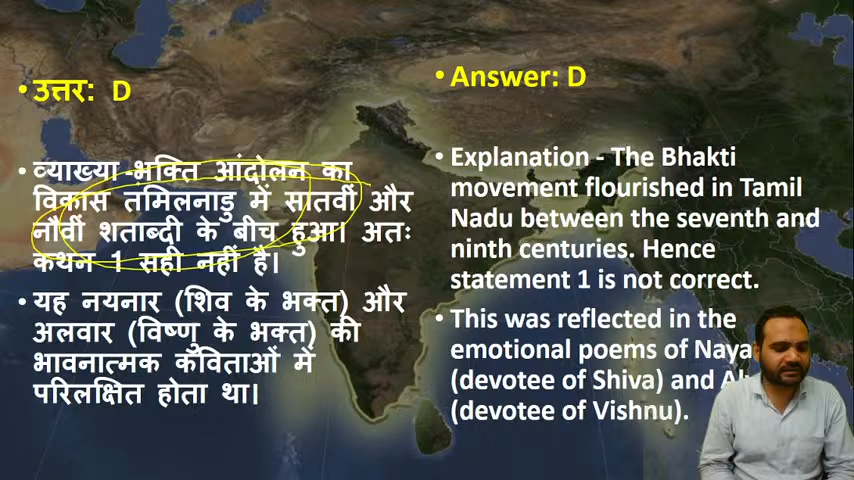 • उत्तर: D
• व्याख्या -भक्ति आंदोलन का
विकास तमिलनाडु में सातवीं और
नौवीं शताब्दी के बीच हुआ। अतः
कथन 1 सही नहीं है।
• यह नयनार (शिव के भक्त) और
अलवार (विष्णु के भक्त) की
भावनात्मक कविताओं में
परिलक्षित होता था।
• Answer: D
• Explanation - The Bhakti
movement flourished in Tamil
Nadu between the seventh and
ninth centuries. Hence
statement 1 is not correct.
• This was reflected in the
emotional poems of
(devotee of Shiva) and
(devotee of Vishnu).